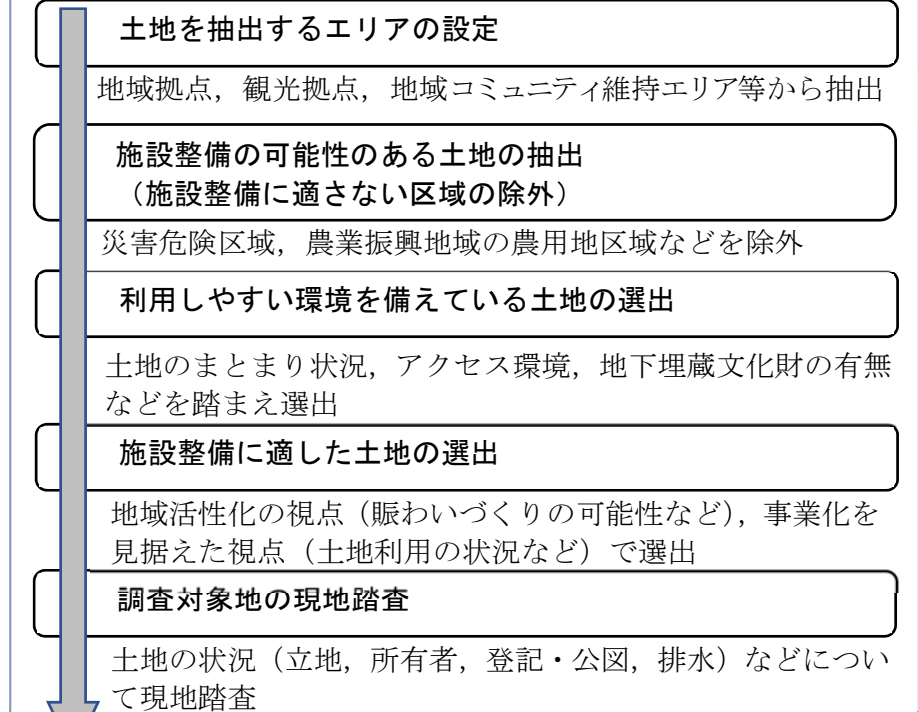 土地を抽出するエリアの設定
地域拠点，観光拠点，地域コミュニティ維持エリア等から抽出
施設整備の可能性のある土地の抽出
（施設整備に適さない区域の除外）
災害危険区域，農業振興地域の農用地区域などを除外
利用しやすい環境を備えている土地の選出
土地のまとまり状況，アクセス環境，地下埋蔵文化財の有無
などを踏まえ選出
施設整備に適した土地の選出
地域活性化の視点（賑わいづくりの可能性など），事業化を
見据えた視点（土地利用の状況など）で選出
調査対象地の現地踏査
土地の状況（立地，所有者，登記・公図，排水）などについ
て現地踏査